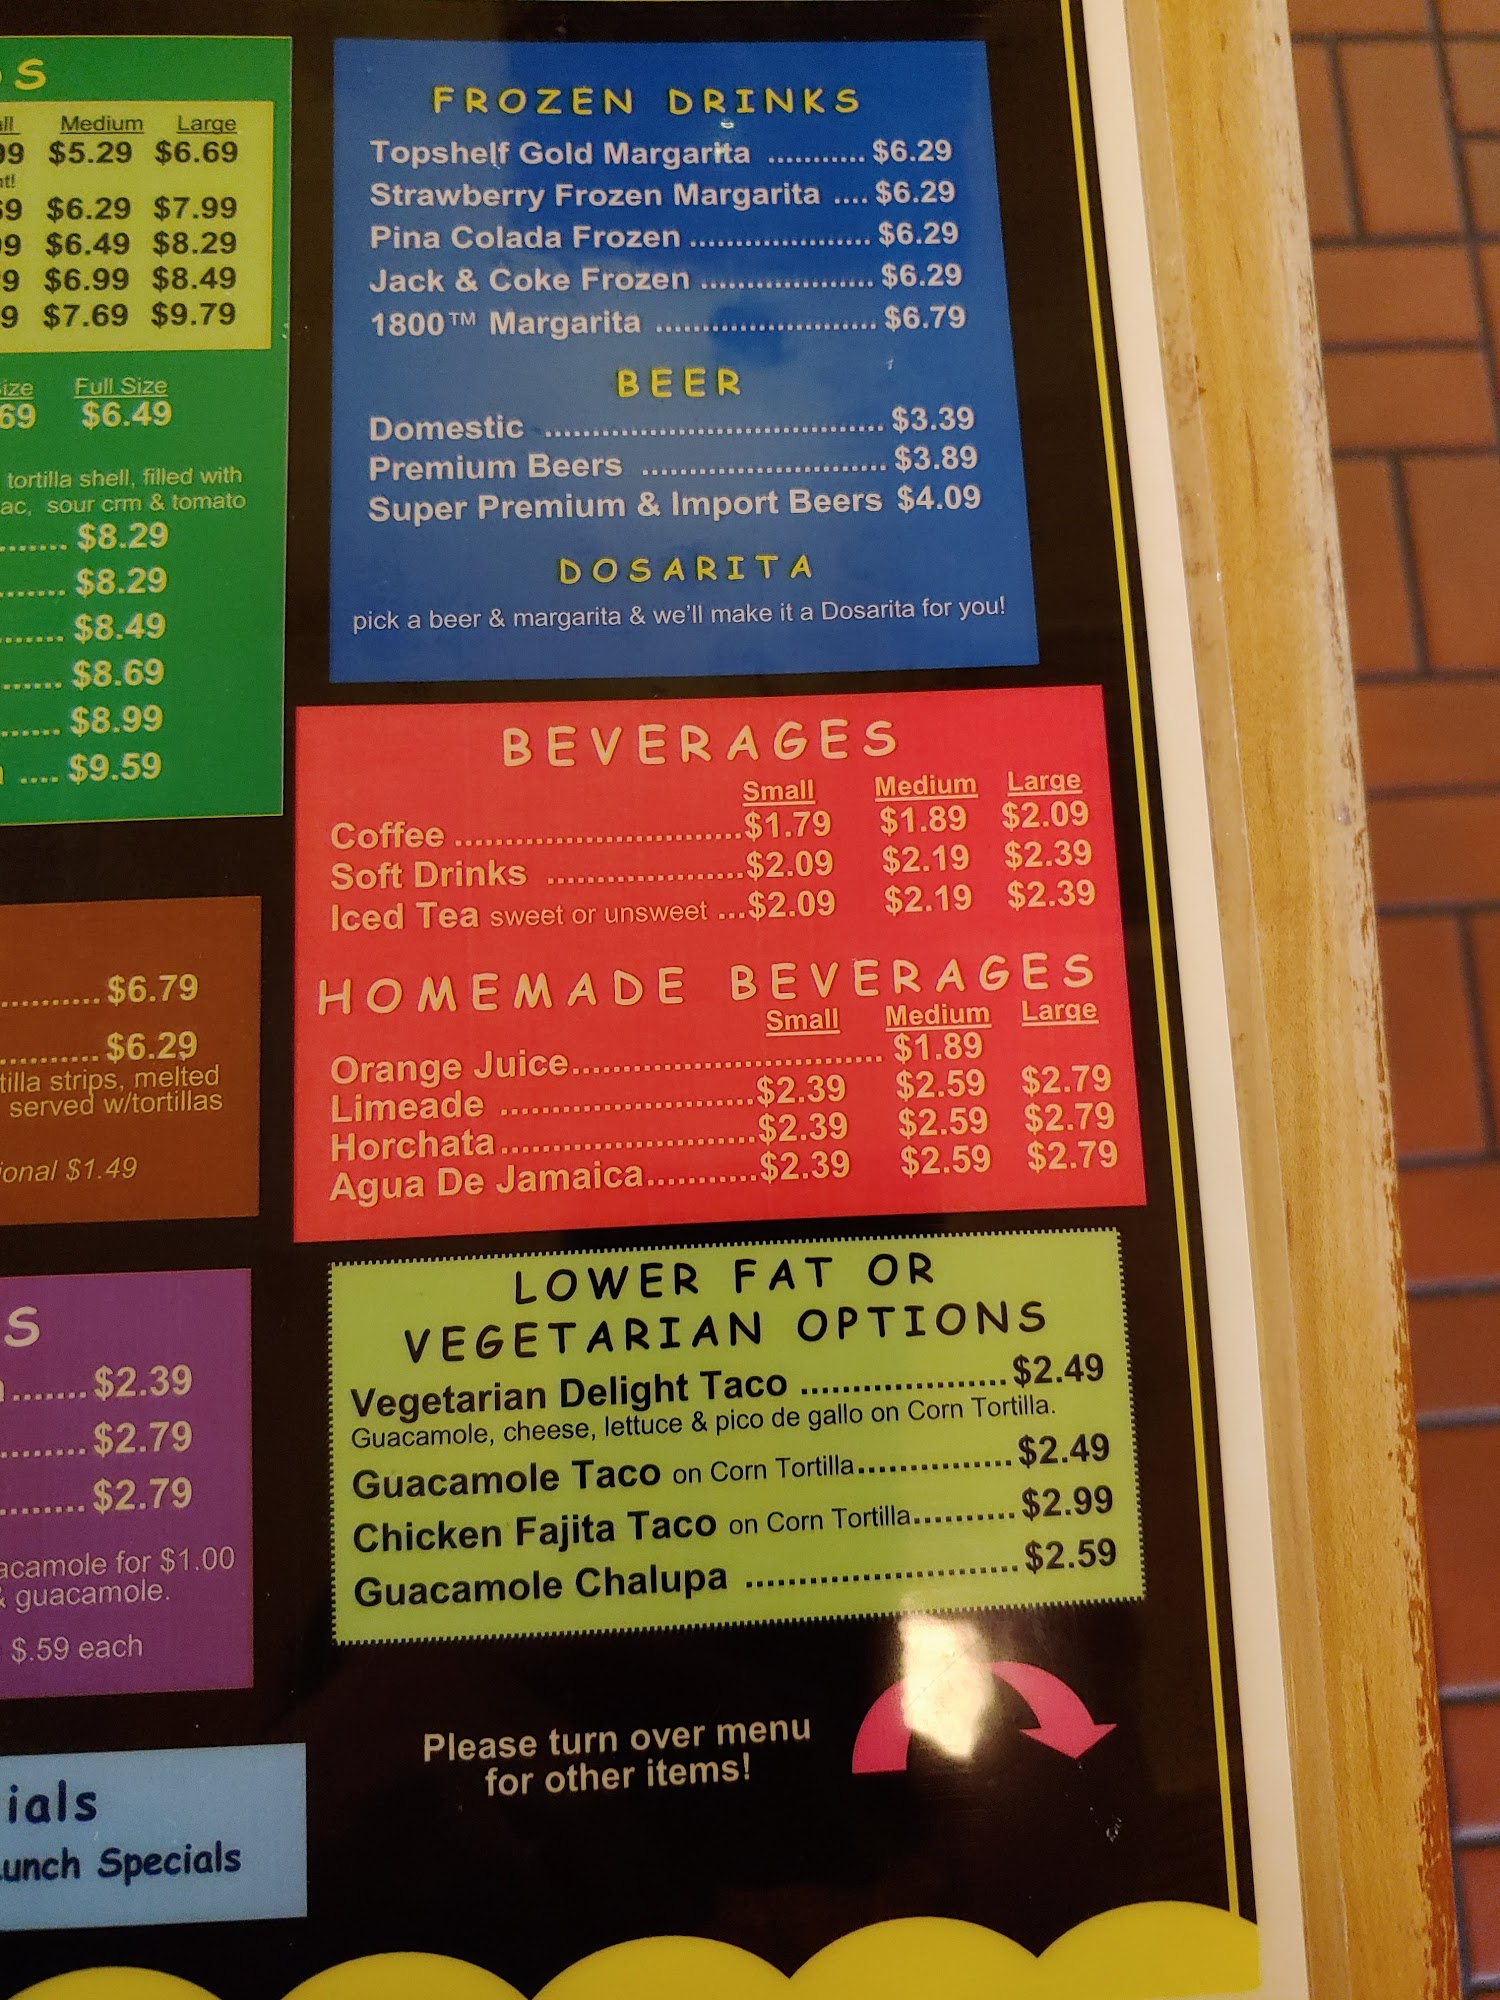 S
Medium Large
$5.29 $6.69
$6.29 $7.99
$6.49 $8.29
$6.99 $8.49
$7.69 $9.79
Full Size
$6.49
tortilla shell, filled with
sour crm & tomato
....... $8.29
....... $8.29
....... $8.49
...... $8.69
...... $8.99
.... $9.59
.......... $6.79
.......... $6.29
strips, melted
served w/tortillas
$1.49
S
....... $2.39
........ $2.79
........ $2.79
for $1.00
& guacamole.
$.59 each
Specials
FROZEN DRINKS
Topshelf Gold Margarita ........... $6.29
Strawberry Frozen Margarita .... $6.29
Pina Colada Frozen .................... $6.29
Jack & Coke Frozen ................... $6.29
1800™ Margarita ........................ $6.79
BEER
Domestic .................................... $3.39
Premium Beers .......................... $3.89
Super Premium & Import Beers $4.09
DOSARITA
pick a beer & margarita & we'll make it a Dosarita for you!
BEVERAGES
Small Medium Large
Coffee ..............................$1.79 $1.89 $2.09
Soft Drinks .....................$2.09 $2.19 $2.39
Iced Tea sweet or unsweet ...$2.09 $2.19 $2.39
HOMEMADE BEVERAGES
Small Medium Large
Orange Juice.................................. $1.89
Limeade ...........................$2.39 $2.59 $2.79
Horchata...........................$2.39 $2.59 $2.79
Agua De Jamaica............$2.39 $2.59 $2.79
LOWER FAT OR
VEGETARIAN OPTIONS
Vegetarian Delight Taco .................... $2.49
Guacamole, cheese, lettuce & pico de gallo on Corn Tortilla.
Guacamole Taco on Corn Tortilla............... $2.49
Chicken Fajita Taco on Corn Tortilla.......... $2.99
Guacamole Chalupa .......................... $2.59
Please turn over menu
for other items!